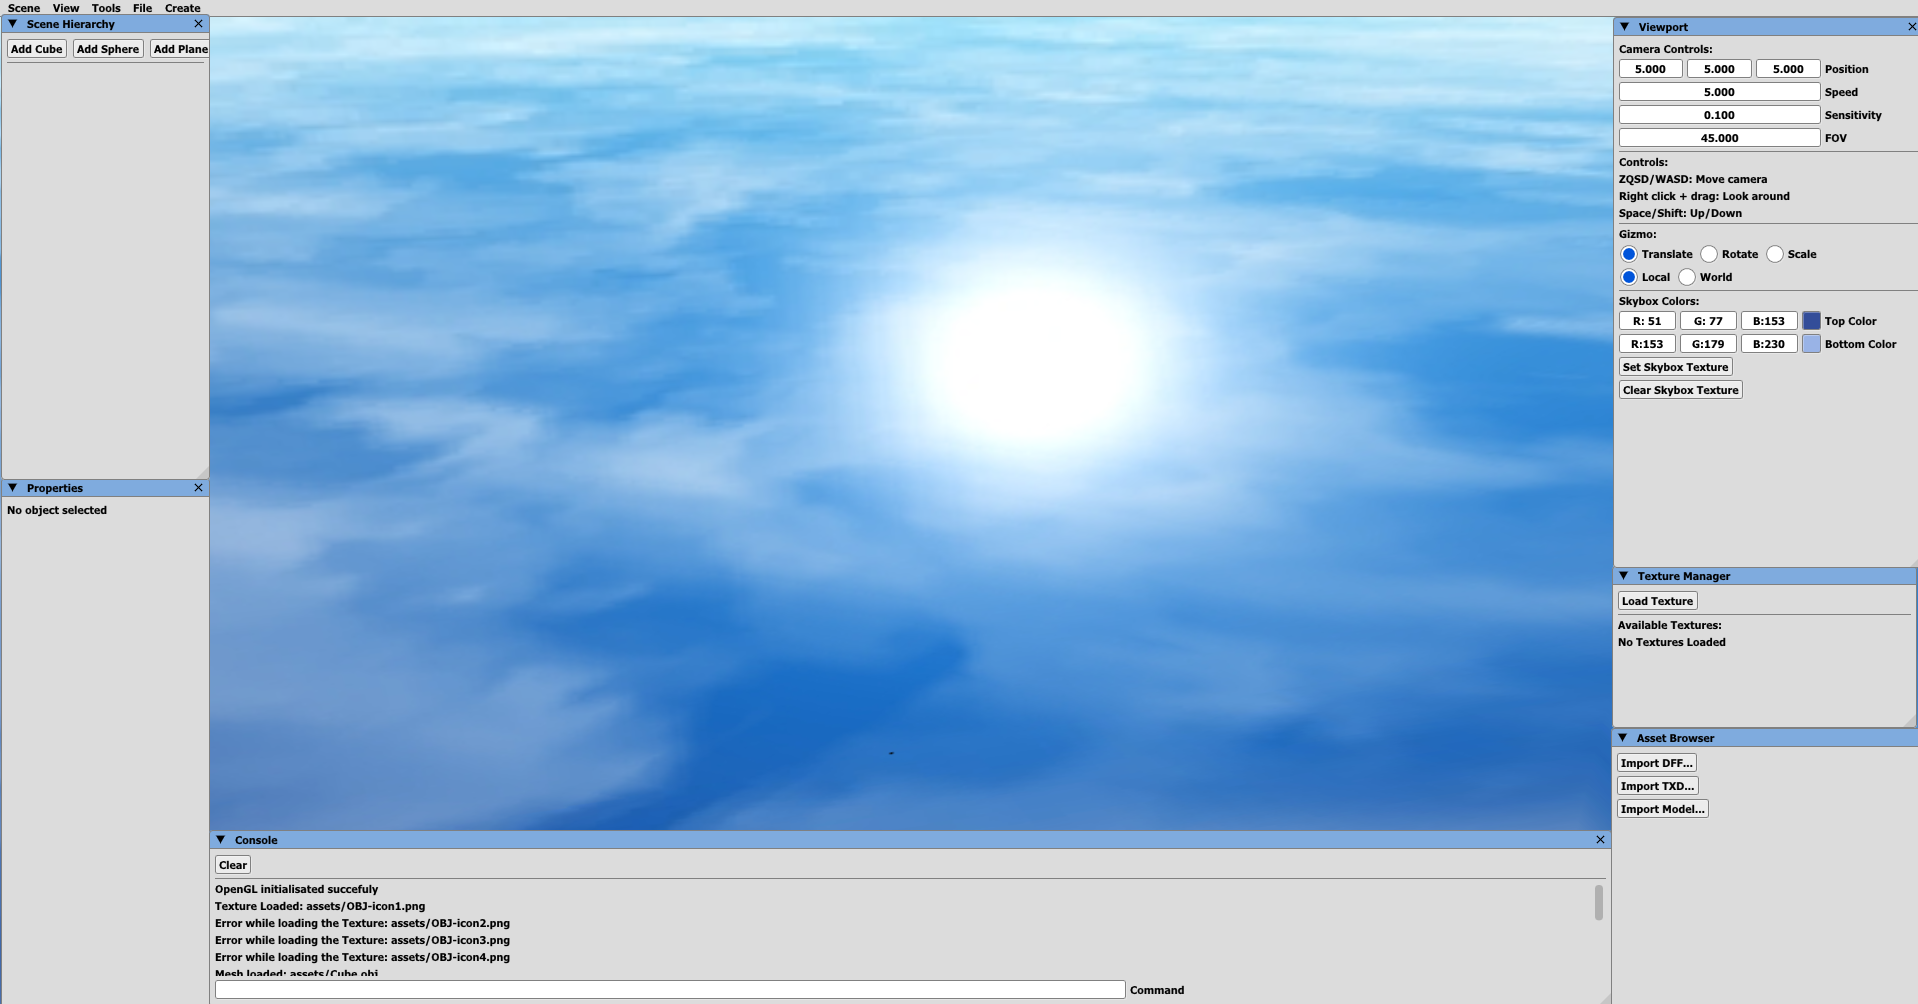 Scene View Tools File Create
Scene Hierarchy
Add Cube Add Sphere Add Plane
Properties
No object selected
Console
Clear
OpenGL initialisated succefuly
Texture Loaded: assets/OBJ-icon1.png
Error while loading the Texture: assets/OBJ-icon2.png
Error while loading the Texture: assets/OBJ-icon3.png
Error while loading the Texture: assets/OBJ-icon4.png
Mesh loaded: assets/Cube.obj
Command
Viewport
Camera Controls:
5.000 5.000 5.000 Position
5.000 Speed
0.100 Sensitivity
45.000 FOV
Controls:
ZQSD/WASD: Move camera
Right click + drag: Look around
Space/Shift: Up/Down
Gizmo:
Translate Rotate Scale
Local World
Skybox Colors:
R: 51 G: 77 B:153 Top Color
R:153 G:179 B:230 Bottom Color
Set Skybox Texture
Clear Skybox Texture
Texture Manager
Load Texture
Available Textures:
No Textures Loaded
Asset Browser
Import DFF...
Import TXD...
Import Model...